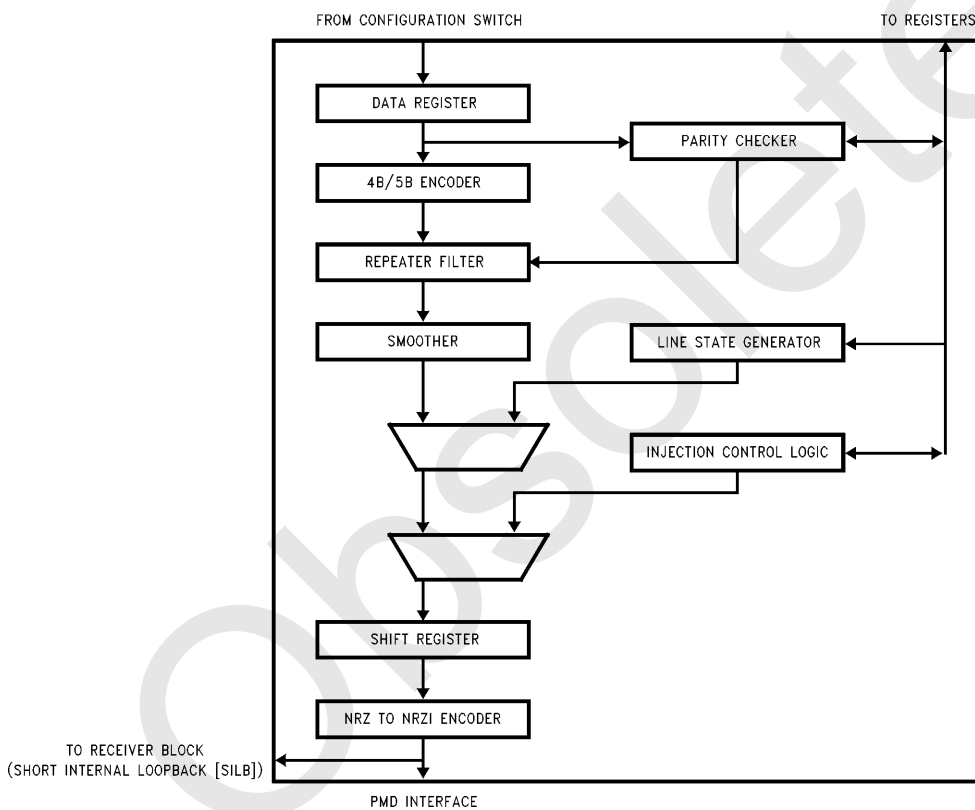 FROM CONFIGURATION SWITCH
TO REGISTERS
DATA REGISTER
PARITY CHECKER
4B/5B ENCODER
REPEATER FILTER
SMOOTHER
LINE STATE GENERATOR
INJECTION CONTROL LOGIC
SHIFT REGISTER
NRZ TO NRZI ENCODER
TO RECEIVER BLOCK
(SHORT INTERNAL LOOPBACK [SILB])
PMD INTERFACE
Obsolete